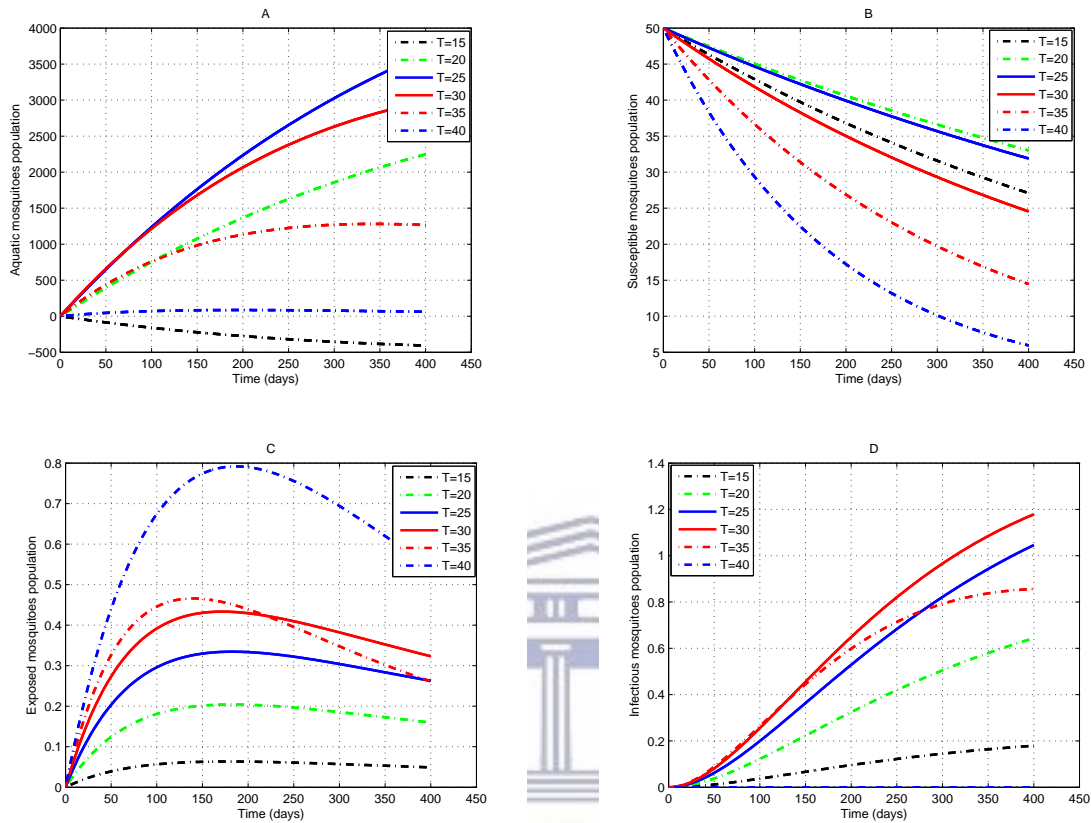 A
Aquatic mosquitoes population
4000
3500
3000
2500
2000
1500
1000
500
0
−500
0 50 100 150 200 250 300 350 400 450
Time (days)
T=15
T=20
T=25
T=30
T=35
T=40
B
Susceptible mosquitoes population
50
45
40
35
30
25
20
15
10
5
0 50 100 150 200 250 300 350 400 450
Time (days)
T=15
T=20
T=25
T=30
T=35
T=40
C
Exposed mosquitoes population
0.8
0.7
0.6
0.5
0.4
0.3
0.2
0.1
0
0 50 100 150 200 250 300 350 400 450
Time (days)
T=15
T=20
T=25
T=30
T=35
T=40
D
Infectious mosquitoes population
1.4
1.2
1
0.8
0.6
0.4
0.2
0
0 50 100 150 200 250 300 350 400 450
Time (days)
T=15
T=20
T=25
T=30
T=35
T=40